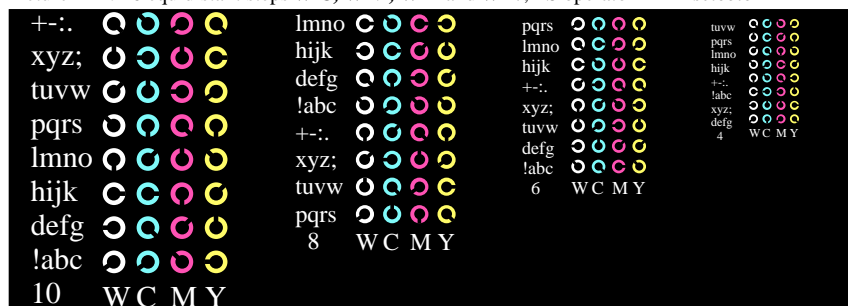 +-:.
xyz;
tuvw
pqrs
lmno
hijk
defg
!abc
10 W C M Y
lmno
hijk
defg
!abc
+-:.
xyz;
tuvw
pqrs
8 W C M Y
pqrs
lmno
hijk
+-:.
xyz;
tuvw
defg
!abc
6 W C M Y
tuvw
pqrs
lmno
hijk
+-:.
!abc
xyz;
defg
4 W C M Y